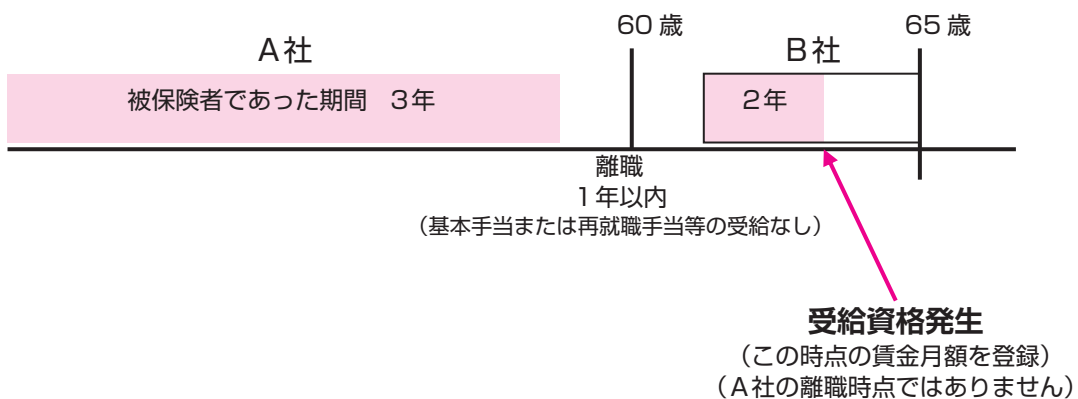 60歳
65歳
A社
B社
被保険者であった期間 3年
2年
離職
1年以内
（基本手当または再就職手当等の受給なし）
受給資格発生
（この時点の賃金月額を登録）
（A社の離職時点ではありません）